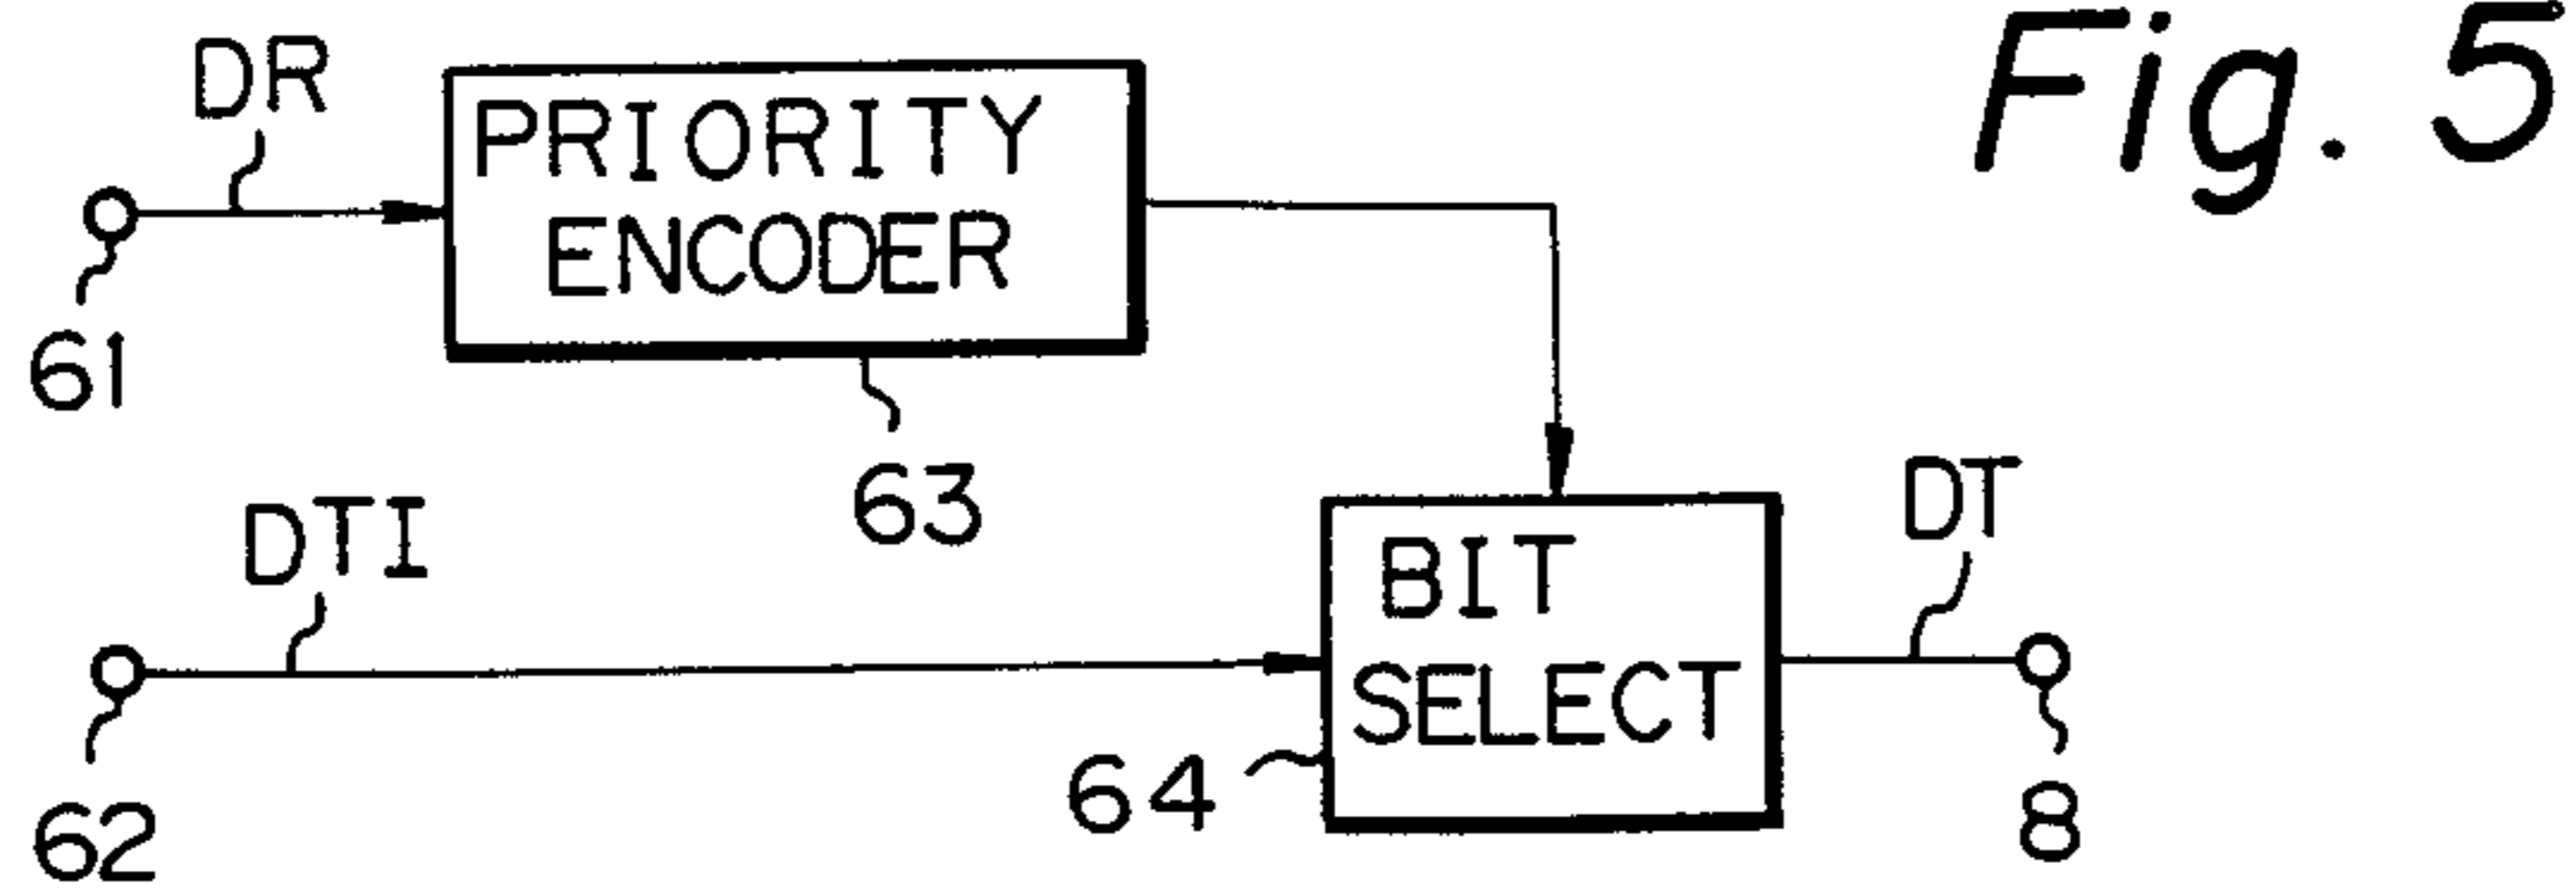 Fig. 5
DR
PRIORITY
ENCODER
61
63
DTI
DT
BIT
SELECT
62
64
8